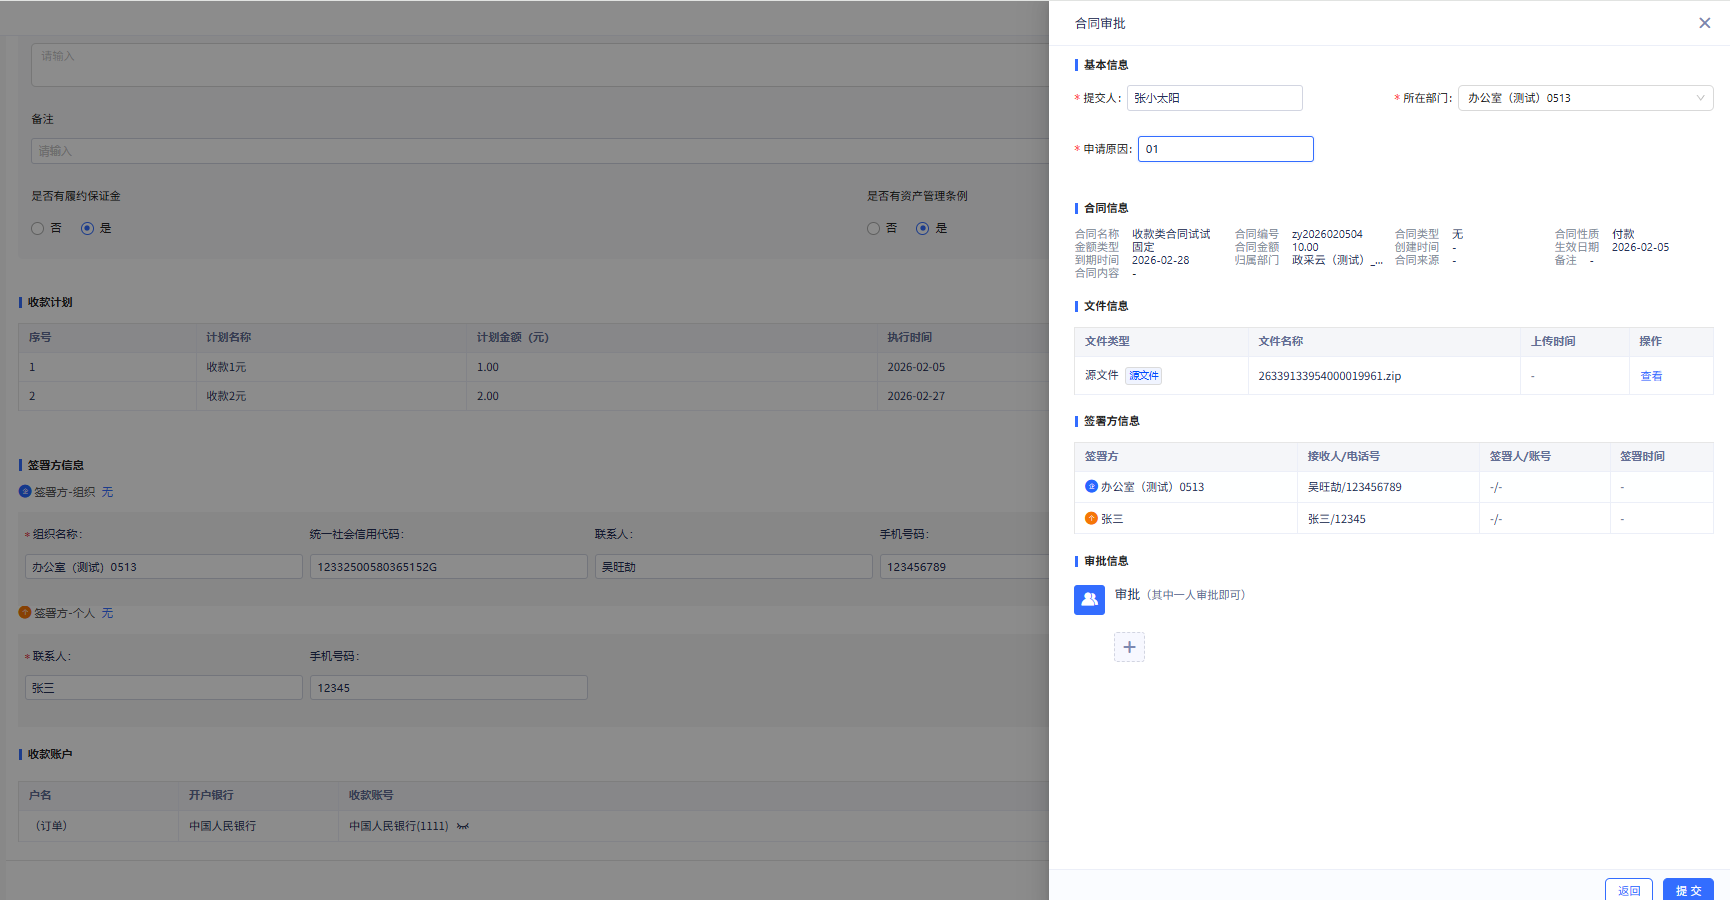 请输入
备注
请输入
是否有履约保证金
是否有资产管理条例
否 是
否 是
收款计划
序号 计划名称 计划金额（元） 执行时间
1 收款1元 1.00 2026-02-05
2 收款2元 2.00 2026-02-27
签署方信息
签署方-组织 无
* 组织名称: 统一社会信用代码: 联系人: 手机号码:
办公室（测试）0513 12332500580365152G 吴旺劼 123456789
签署方-个人 无
* 联系人: 手机号码:
张三 12345
收款账户
户名 开户银行 收款账号
（订单） 中国人民银行 中国人民银行(1111)
合同审批
基本信息
* 提交人: 张小太阳 * 所在部门: 办公室（测试）0513
* 申请原因: 01
合同信息
合同名称 收款类合同试试 合同编号 zy2026020504 合同类型 无 合同性质 付款
金额类型 固定 合同金额 10.00 创建时间 - 生效日期 2026-02-05
到期时间 2026-02-28 归属部门 政采云（测试）_... 合同来源 - 备注 -
合同内容 -
文件信息
文件类型 文件名称 上传时间 操作
源文件 源文件 26339133954000019961.zip - 查看
签署方信息
签署方 接收人/电话号 签署人/账号 签署时间
企 办公室（测试）0513 吴旺劼/123456789 -/- -
个 张三 张三/12345 -/- -
审批信息
审批（其中一人审批即可）
返回 提交